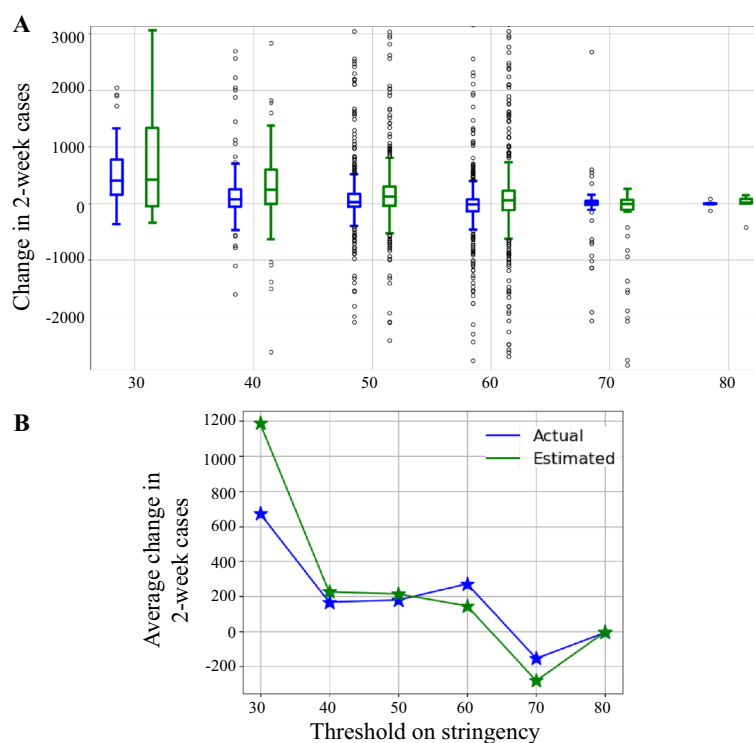 A
Change in 2-week cases
3000
2000
1000
0
-1000
-2000
30 40 50 60 70 80
B
Average change in
2-week cases
1200
1000
800
600
400
200
0
-200
Actual
Estimated
30 40 50 60 70 80
Threshold on stringency